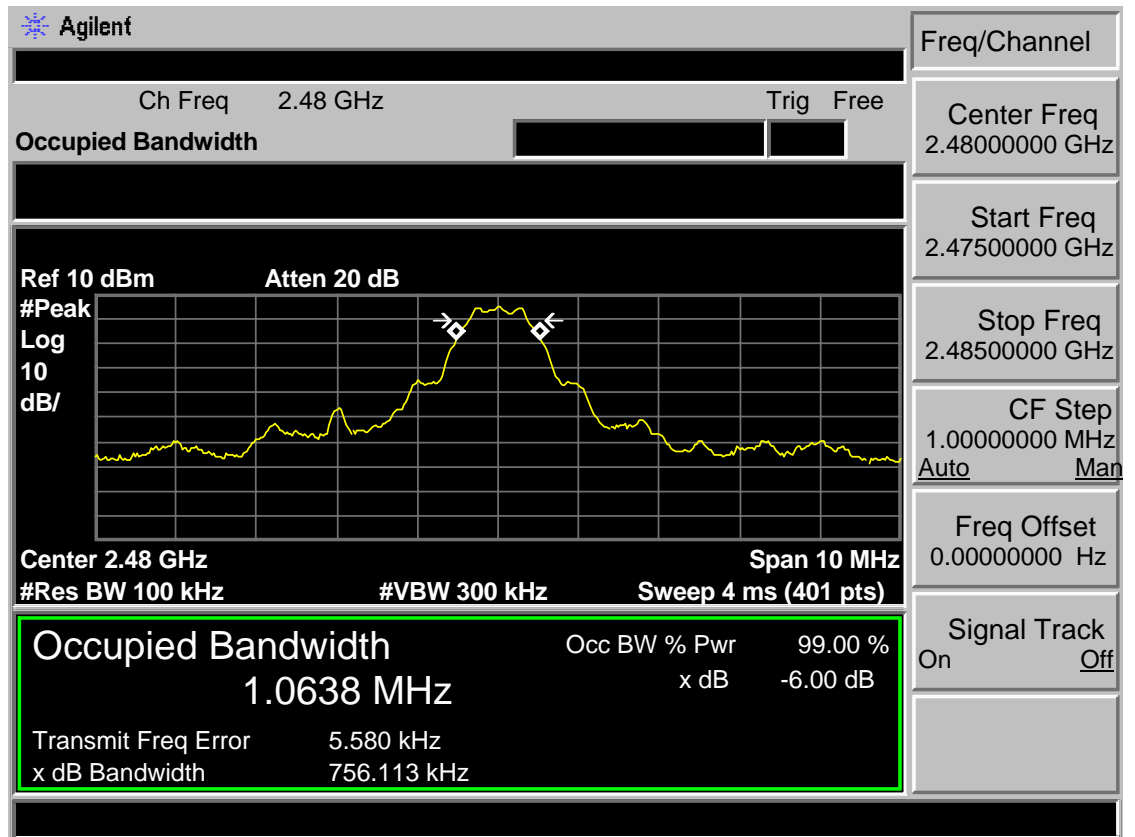 Agilent
Freq/Channel
Ch Freq 2.48 GHz Trig Free
Occupied Bandwidth
Center Freq
2.48000000 GHz
Start Freq
2.47500000 GHz
Stop Freq
2.48500000 GHz
CF Step
1.00000000 MHz
Auto Man
Freq Offset
0.00000000 Hz
Signal Track
On Off
Ref 10 dBm Atten 20 dB
#Peak
Log
10
dB/
Center 2.48 GHz Span 10 MHz
#Res BW 100 kHz #VBW 300 kHz Sweep 4 ms (401 pts)
Occupied Bandwidth
1.0638 MHz
Occ BW % Pwr 99.00 %
x dB -6.00 dB
Transmit Freq Error 5.580 kHz
x dB Bandwidth 756.113 kHz